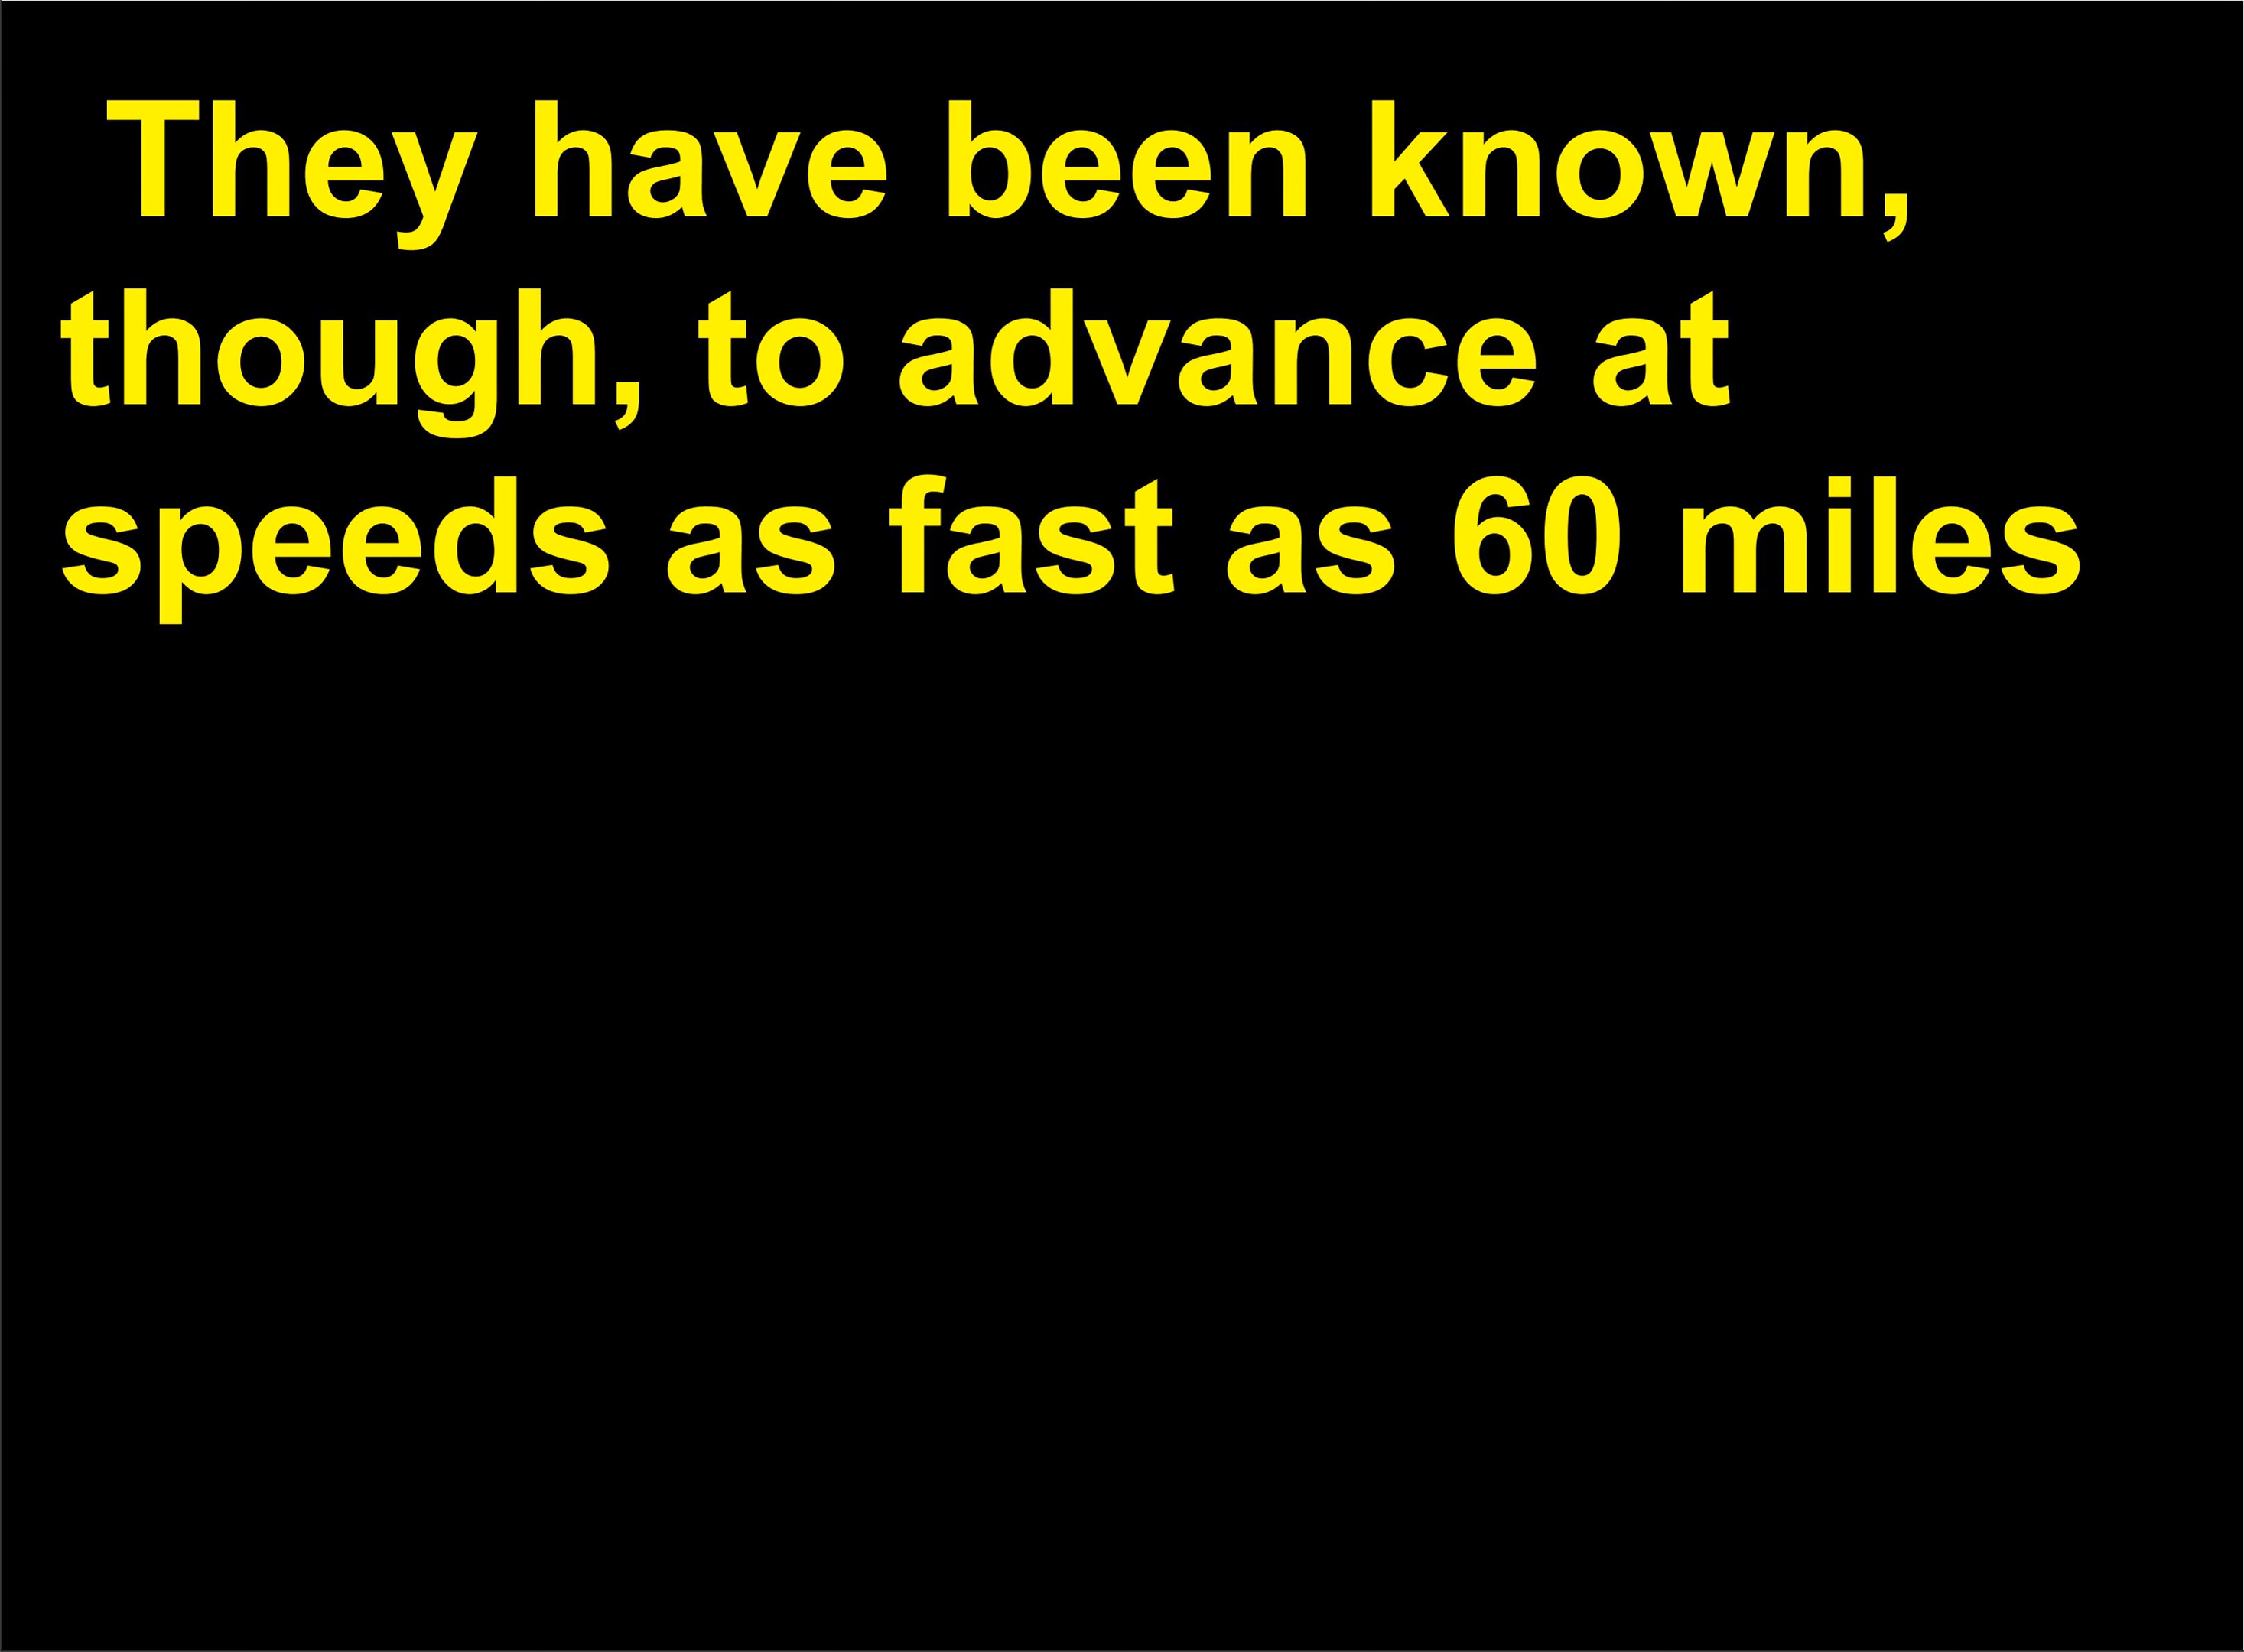 They have been known,
though, to advance at
speeds as fast as 60 miles